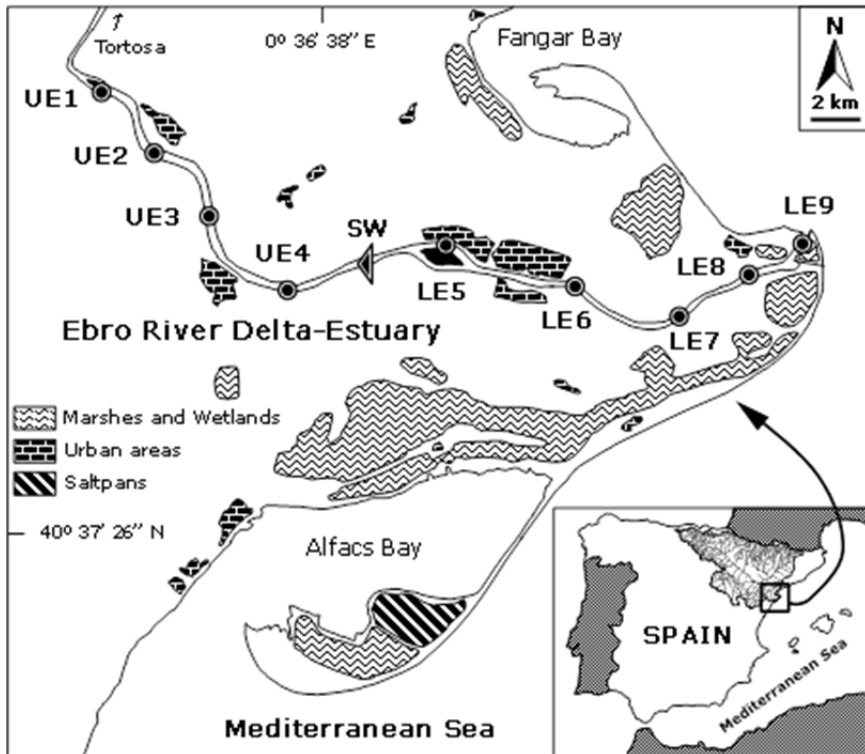 Tortosa
0º 36' 38'' E
Fangar Bay
N
2 km
UE1
UE2
UE3
UE4
SW
LE5
LE6
LE7
LE8
LE9
Ebro River Delta-Estuary
Marshes and Wetlands
Urban areas
Saltpans
40º 37' 26'' N
Alfacs Bay
Mediterranean Sea
SPAIN
Mediterranean Sea